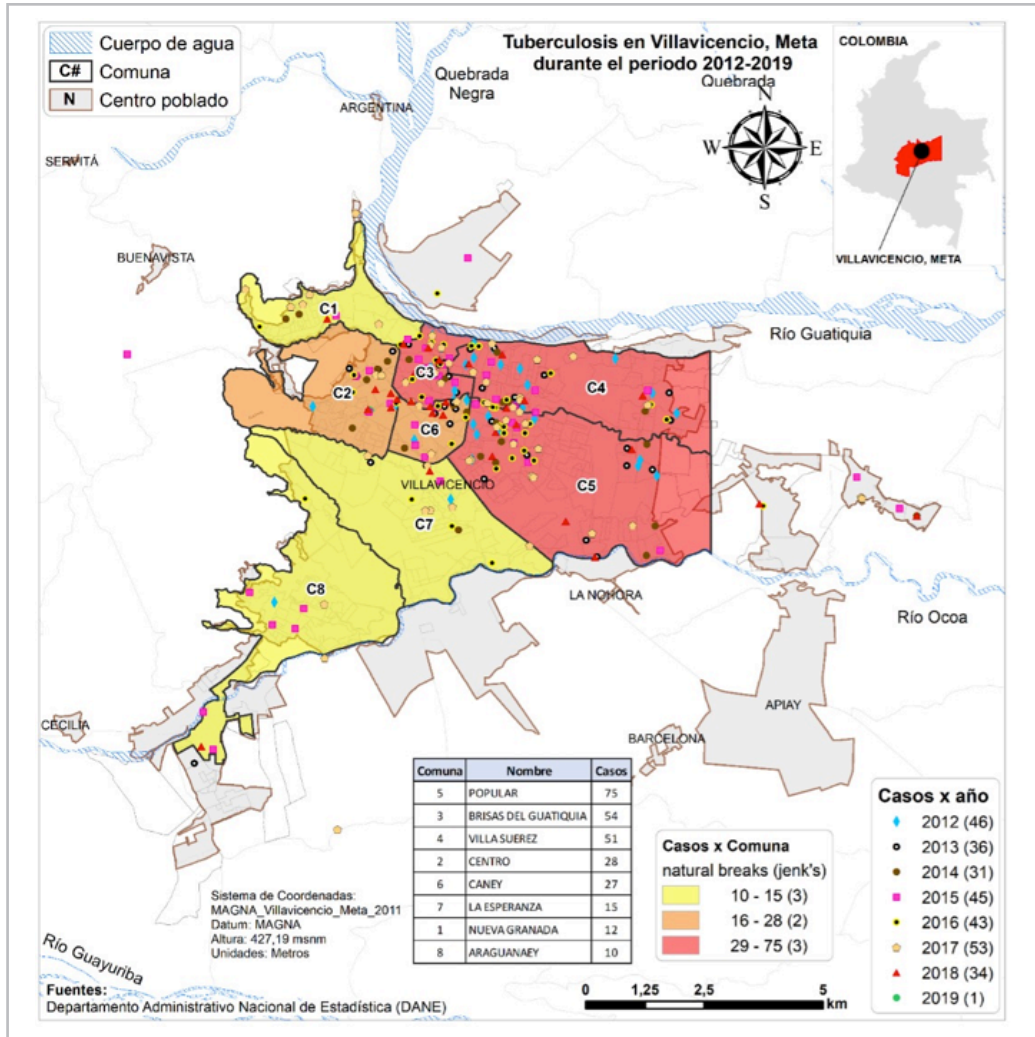 Cuerpo de agua
C# Comuna
N Centro poblado
Tuberculosis en Villavicencio, Meta
durante el periodo 2012-2019
COLOMBIA
VILLAVICENCIO, META
Quebrada
Negra
Quebrada
N
W E
S
ARGENTINA
SERVITÁ
BUENAVISTA
Río Guatiquia
C1
C3
C4
C2
C6
C5
VILLAVICENCIO
C7
C8
LA NOHORA
Río Ocoa
APIAY
CECILIA
BARCELONA
Comuna Nombre Casos
5 POPULAR 75
3 BRISAS DEL GUATIQUIA 54
4 VILLA SUEREZ 51
2 CENTRO 28
6 CANEY 27
7 LA ESPERANZA 15
1 NUEVA GRANADA 12
8 ARAGUANAEY 10
Casos x Comuna
natural breaks (jenk's)
10 - 15 (3)
16 - 28 (2)
29 - 75 (3)
Casos x año
2012 (46)
2013 (36)
2014 (31)
2015 (45)
2016 (43)
2017 (53)
2018 (34)
2019 (1)
Sistema de Coordenadas:
MAGNA_Villavicencio_Meta_2011
Datum: MAGNA
Altura: 427,19 msnm
Unidades: Metros
Río Guayuriba
Fuentes:
Departamento Administrativo Nacional de Estadística (DANE)
0 1,25 2,5 5
km